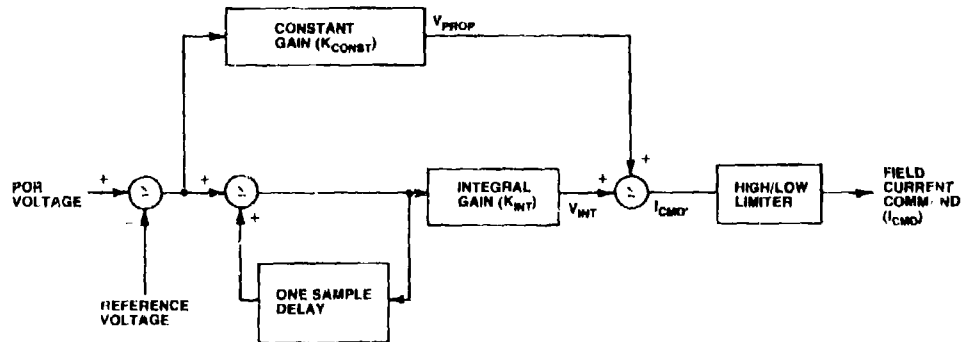 CONSTANT
GAIN (KCONST)
VPROP
+
+
POR
VOLTAGE
+
Σ
−
+
Σ
+
INTEGRAL
GAIN (KINT)
VINT
+
Σ
ICMD'
HIGH/LOW
LIMITER
FIELD
CURRENT
(ICMD)
REFERENCE
VOLTAGE
ONE SAMPLE
DELAY